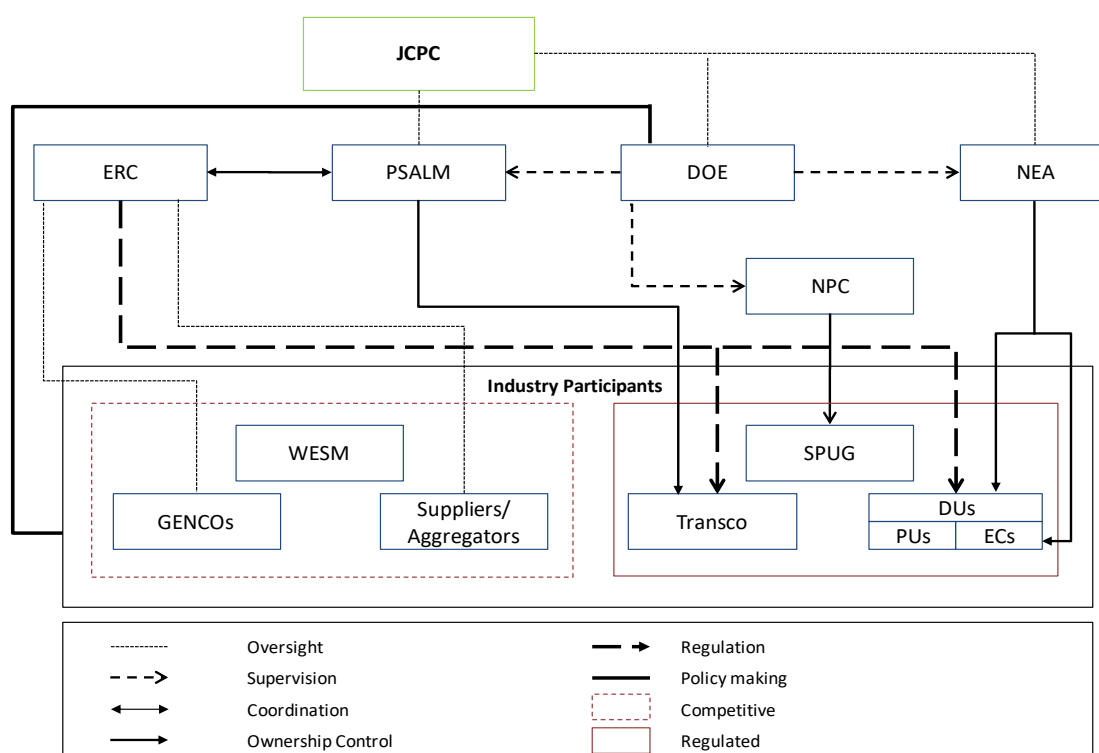 JCPC
ERC
PSALM
DOE
NEA
NPC
Industry Participants
WESM
SPUG
GENCOs
Suppliers/
Aggregators
Transco
DUs
PUs
ECs
Oversight
Regulation
Supervision
Policy making
Coordination
Competitive
Ownership Control
Regulated